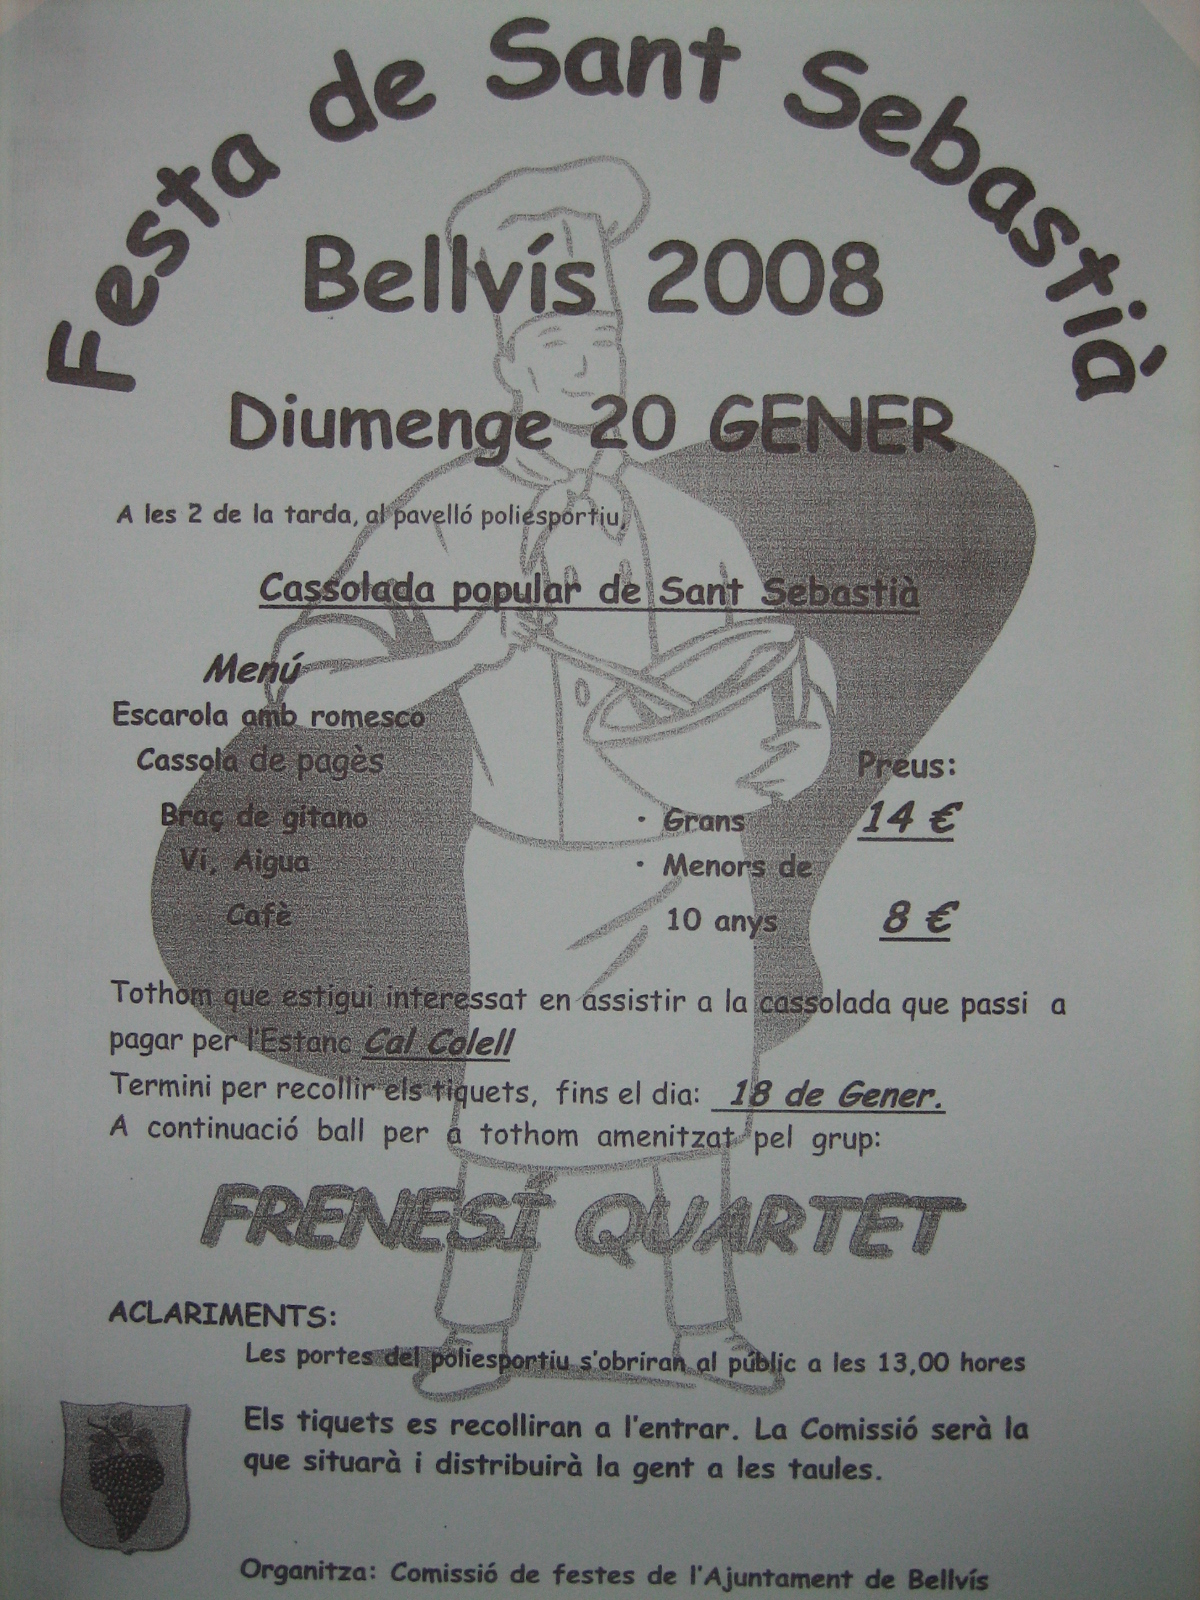 Festa de Sant Sebastià
Bellvís 2008
Diumenge 20 GENER
A les 2 de la tarda, al pavelló poliesportiu,
Cassolada popular de Sant Sebastià
Menú
Escarola amb romesco
Cassola de pagès
Braç de gitano
Vi, Aigua
Cafè
Preus:
· Grans 14 €
· Menors de
10 anys 8 €
Tothom que estigui interessat en assistir a la cassolada que passi a
pagar per l'Estanc Cal Colell
Termini per recollir els tiquets, fins el dia: 18 de Gener.
A continuació ball per a tothom amenitzat pel grup:
FRENESÍ QUARTET
ACLARIMENTS:
Les portes del poliesportiu s'obriran al públic a les 13,00 hores
Els tiquets es recolliran a l'entrar. La Comissió serà la
que situarà i distribuirà la gent a les taules.
Organitza: Comissió de festes de l'Ajuntament de Bellvís